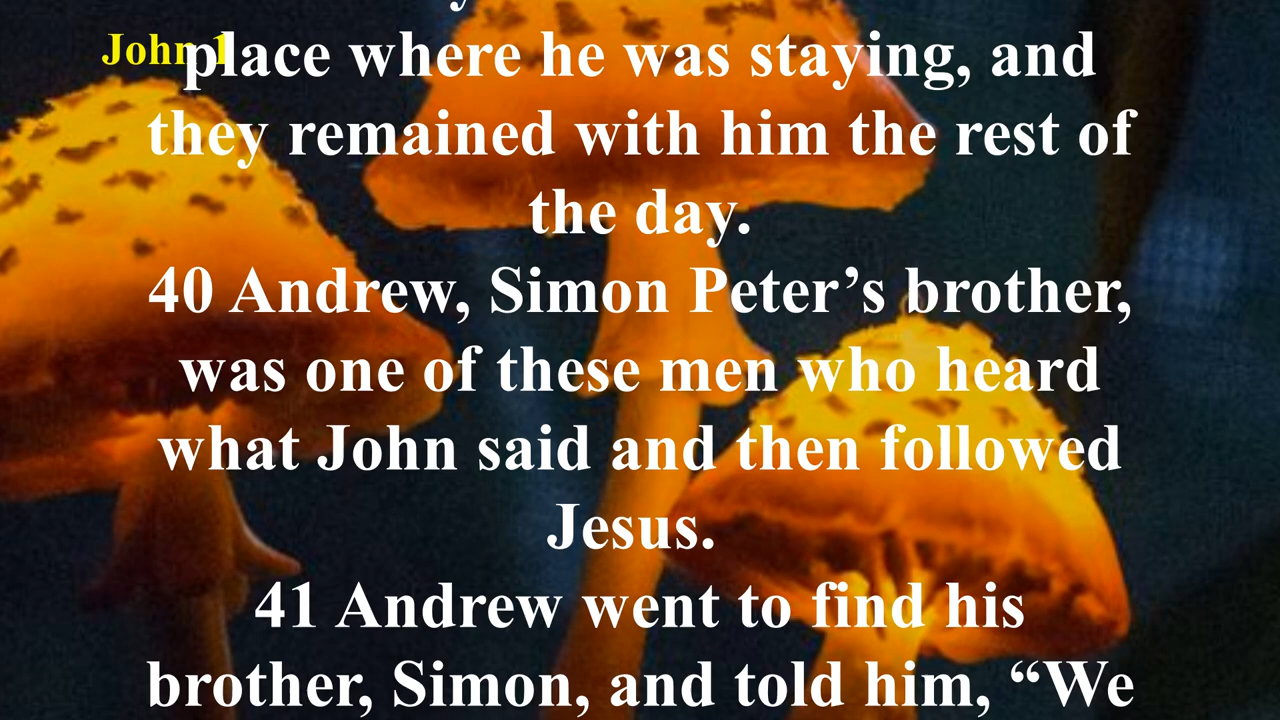 John 1
place where he was staying, and
they remained with him the rest of
the day.
40 Andrew, Simon Peter’s brother,
was one of these men who heard
what John said and then followed
Jesus.
41 Andrew went to find his
brother, Simon, and told him, “We